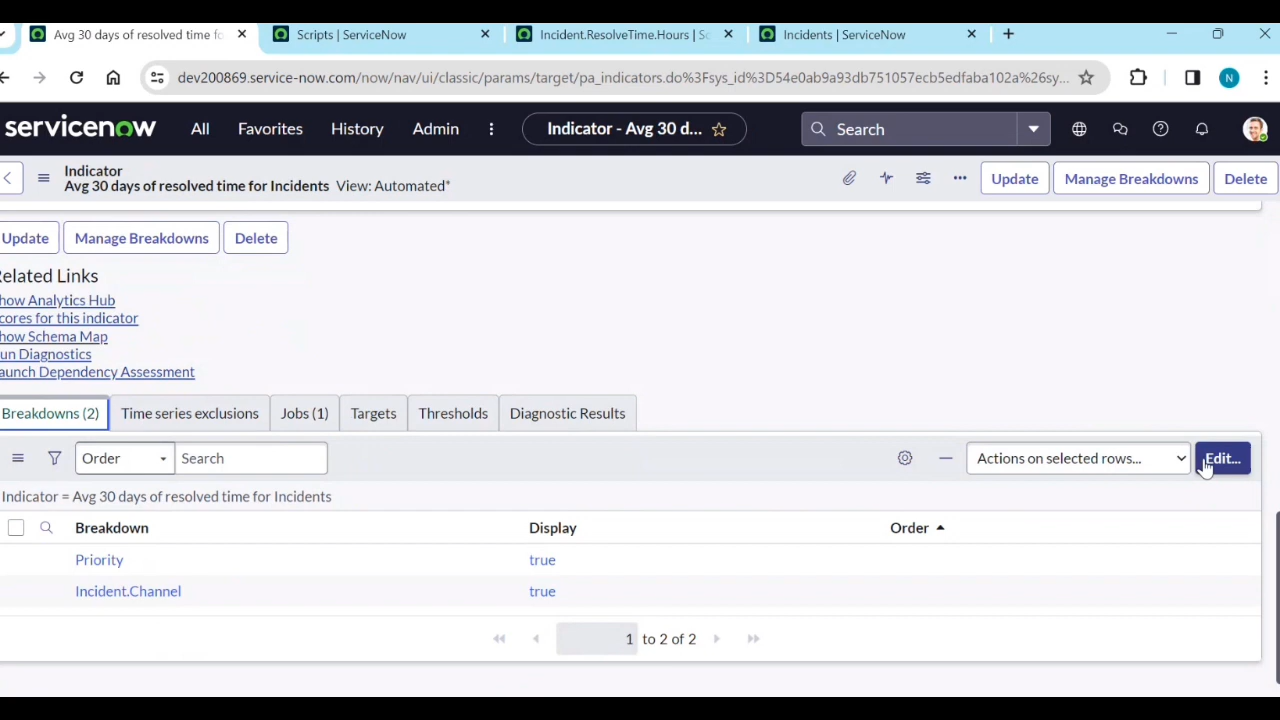 Avg 30 days of resolved time fo
Scripts | ServiceNow
Incident.ResolveTime.Hours | Sc
Incidents | ServiceNow
dev200869.service-now.com/now/nav/ui/classic/params/target/pa_indicators.do%3Fsys_id%3D54e0ab9a93db751057ecb5edfaba102a%26sy...
N
servicenow All Favorites History Admin Indicator - Avg 30 d... Search
Indicator
Avg 30 days of resolved time for Incidents View: Automated*
Update Manage Breakdowns Delete
Update Manage Breakdowns Delete
elated Links
how Analytics Hub
cores for this indicator
how Schema Map
un Diagnostics
aunch Dependency Assessment
Breakdowns (2) Time series exclusions Jobs (1) Targets Thresholds Diagnostic Results
Order Search Actions on selected rows... Edit...
Indicator = Avg 30 days of resolved time for Incidents
Breakdown Display Order
Priority true
Incident.Channel true
1 to 2 of 2